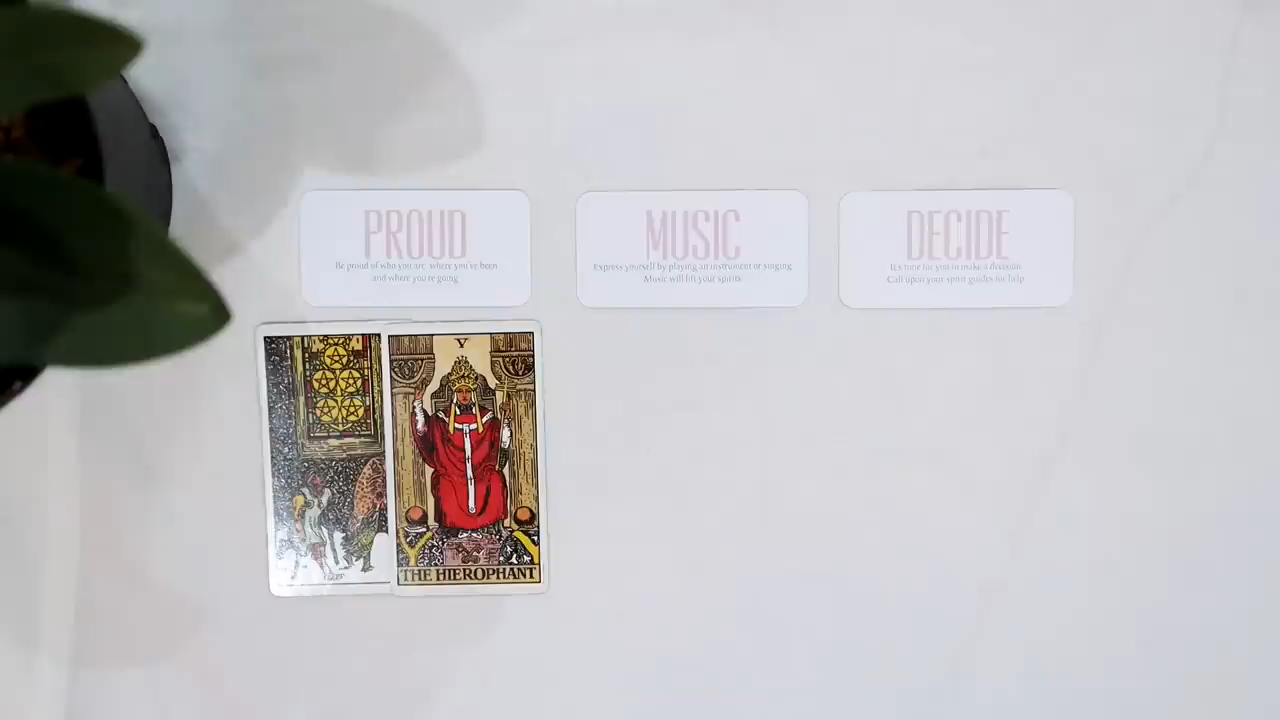 PROUD
Be proud of who you are, where you've been
and where you're going
MUSIC
Express yourself by playing an instrument or singing
Music will lift your spirits
DECIDE
It's time for you to make a decision
Call upon your spirit guides for help
V
THE HIEROPHANT